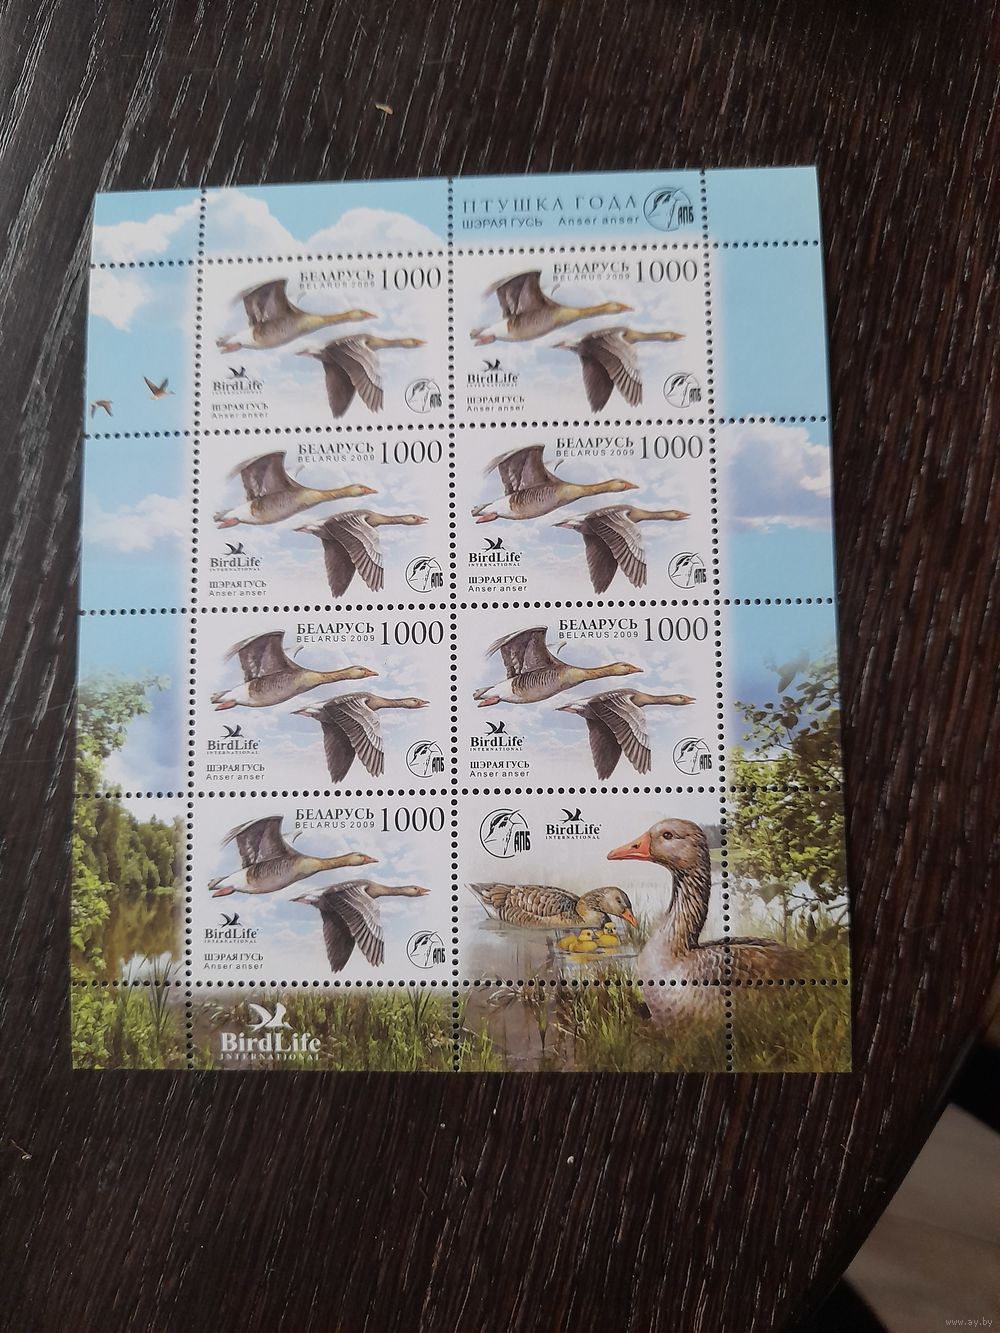 ПТУШКА ГОДА
ШЭРАЯ ГУСЬ Anser anser
АПБ
БЕЛАРУСЬ 1000
BELARUS 2009
BirdLife
INTERNATIONAL
ШЭРАЯ ГУСЬ
Anser anser
АПБ
БЕЛАРУСЬ 1000
BELARUS 2009
BirdLife
INTERNATIONAL
ШЭРАЯ ГУСЬ
Anser anser
АПБ
БЕЛАРУСЬ 1000
BELARUS 2009
BirdLife
INTERNATIONAL
ШЭРАЯ ГУСЬ
Anser anser
АПБ
БЕЛАРУСЬ 1000
BELARUS 2009
BirdLife
INTERNATIONAL
ШЭРАЯ ГУСЬ
Anser anser
АПБ
БЕЛАРУСЬ 1000
BELARUS 2009
BirdLife
INTERNATIONAL
ШЭРАЯ ГУСЬ
Anser anser
АПБ
БЕЛАРУСЬ 1000
BELARUS 2009
BirdLife
INTERNATIONAL
ШЭРАЯ ГУСЬ
Anser anser
АПБ
БЕЛАРУСЬ 1000
BELARUS 2009
BirdLife
INTERNATIONAL
ШЭРАЯ ГУСЬ
Anser anser
АПБ
АПБ
BirdLife
INTERNATIONAL
BirdLife
INTERNATIONAL
www.ay.by